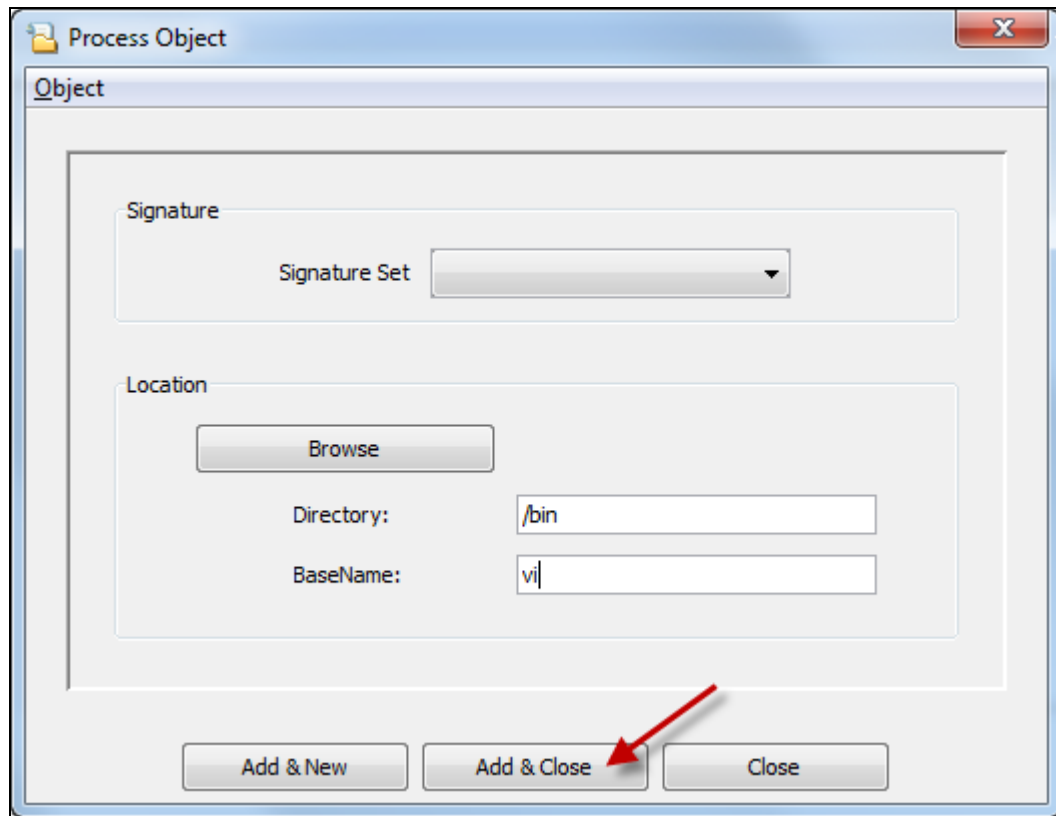 Process Object
Object
Signature
Signature Set
Location
Browse
Directory: /bin
BaseName: vi
Add & New Add & Close Close